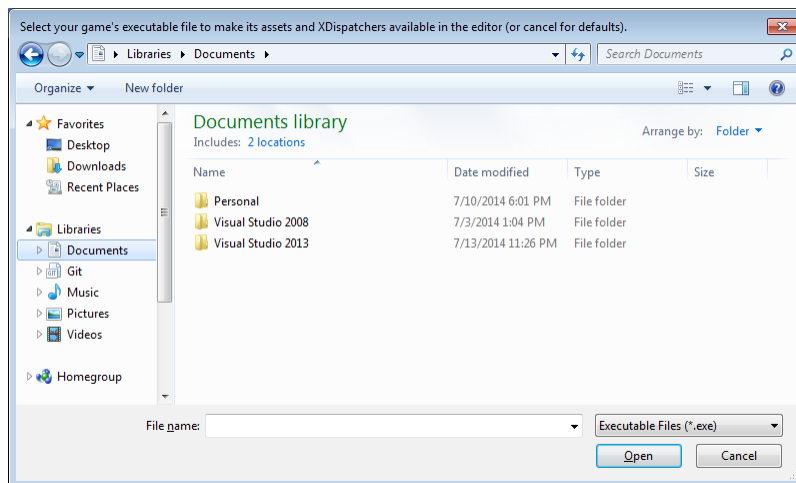 Select your game's executable file to make its assets and XDispatchers available in the editor (or cancel for defaults).
Libraries Documents Search Documents
Organize New folder
Favorites
Desktop
Downloads
Recent Places
Libraries
Documents
Git
Music
Pictures
Videos
Homegroup
Documents library
Includes: 2 locations
Arrange by: Folder
Name Date modified Type Size
Personal 7/10/2014 6:01 PM File folder
Visual Studio 2008 7/3/2014 1:04 PM File folder
Visual Studio 2013 7/13/2014 11:26 PM File folder
File name: Executable Files (*.exe)
Open Cancel